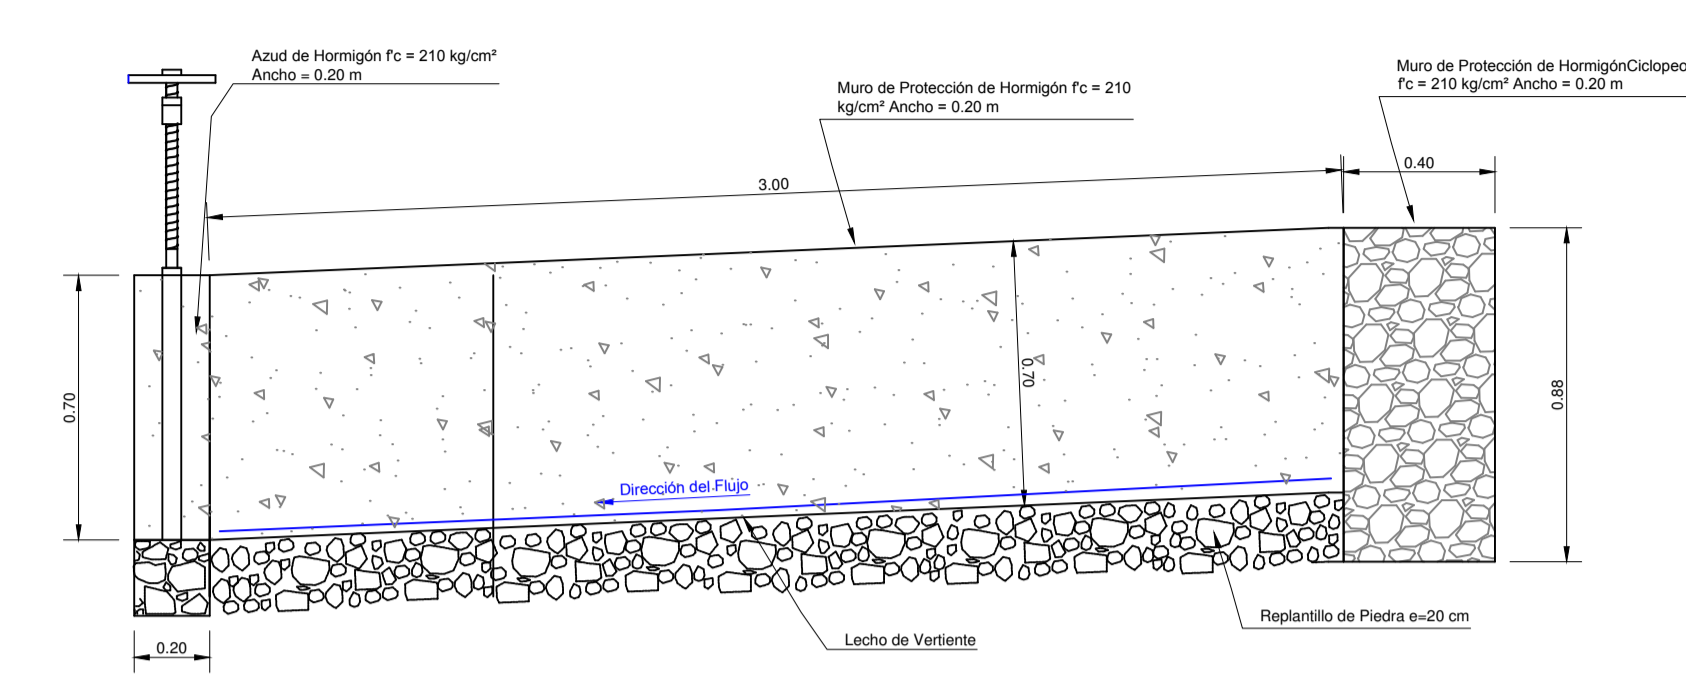 Azud de Hormigón f'c = 210 kg/cm²
Ancho = 0.20 m
Muro de Protección de Hormigón f'c = 210
kg/cm² Ancho = 0.20 m
Muro de Protección de HormigónCiclopeo
f'c = 210 kg/cm² Ancho = 0.20 m
0.40
3.00
0.70
0.70
0.88
Dirección del Flujo
Replantillo de Piedra e=20 cm
Lecho de Vertiente
0.20